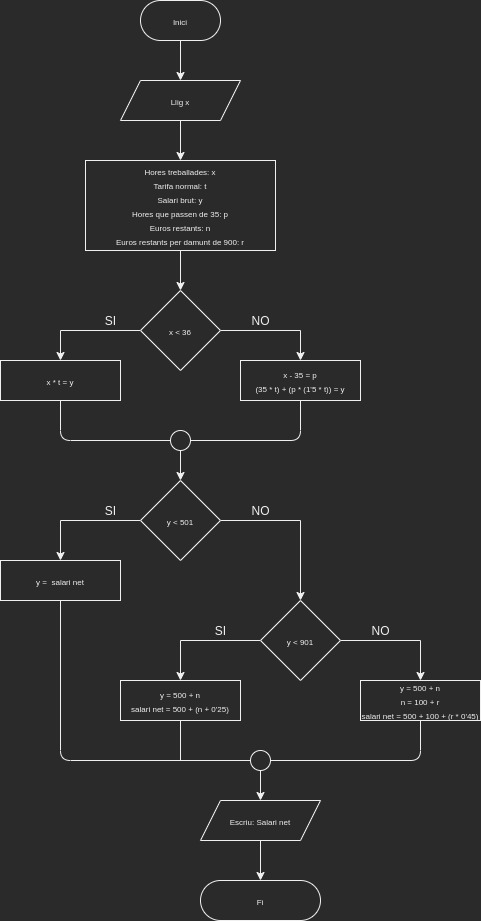 Inici
Llig x
Hores treballades: x
Tarifa normal: t
Salari brut: y
Hores que passen de 35: p
Euros restants: n
Euros restants per damunt de 900: r
SI
NO
x < 36
x * t = y
x - 35 = p
(35 * t) + (p * (1'5 * t)) = y
SI
NO
y < 501
y = salari net
SI
NO
y < 901
y = 500 + n
salari net = 500 + (n + 0'25)
y = 500 + n
n = 100 + r
salari net = 500 + 100 + (r * 0'45)
Escriu: Salari net
Fi